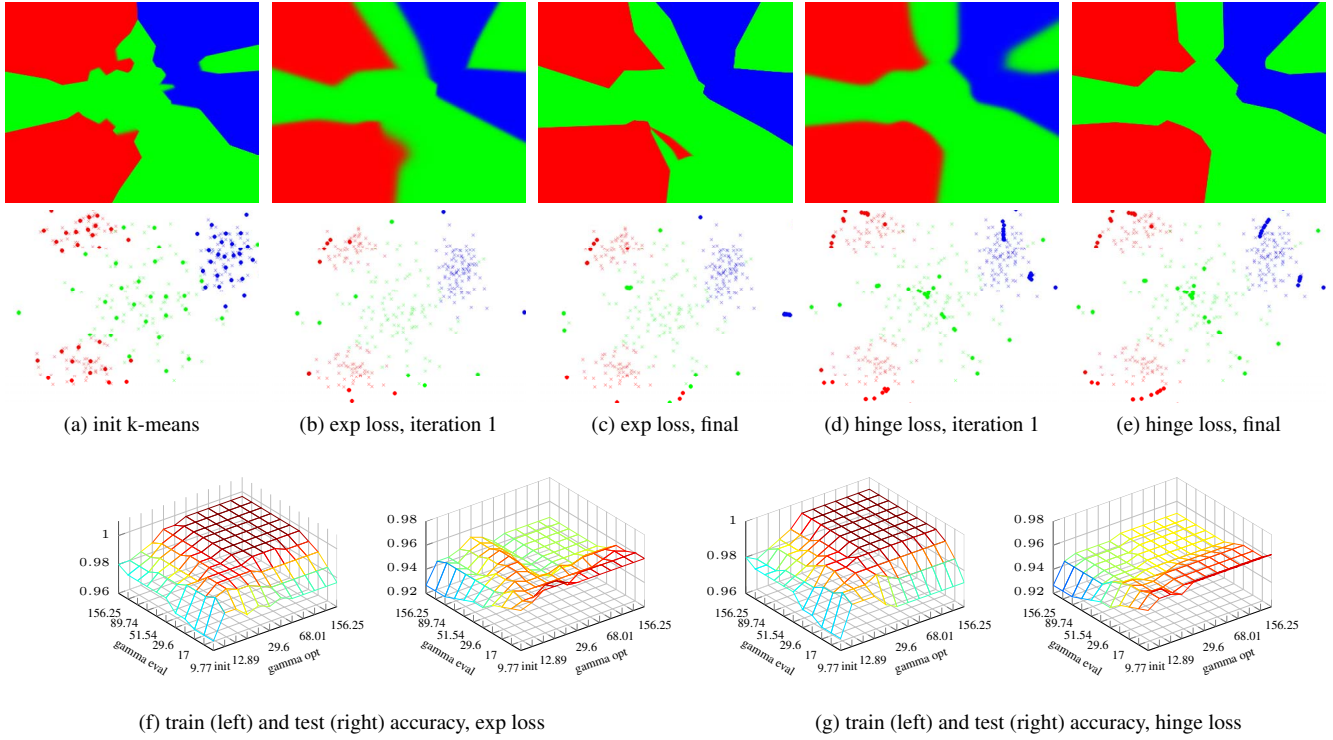 (a) init k-means
(b) exp loss, iteration 1
(c) exp loss, final
(d) hinge loss, iteration 1
(e) hinge loss, final
1
0.98
0.96
156.25
89.74
51.54
29.6
17
9.77
gamma eval
init
12.89
29.6
68.01
156.25
gamma opt
0.98
0.96
0.94
0.92
156.25
89.74
51.54
29.6
17
9.77
gamma eval
init
12.89
29.6
68.01
156.25
gamma opt
1
0.98
0.96
156.25
89.74
51.54
29.6
17
9.77
gamma eval
init
12.89
29.6
68.01
156.25
gamma opt
0.98
0.96
0.94
0.92
156.25
89.74
51.54
29.6
17
9.77
gamma eval
init
12.89
29.6
68.01
156.25
gamma opt
(f) train (left) and test (right) accuracy, exp loss
(g) train (left) and test (right) accuracy, hinge loss